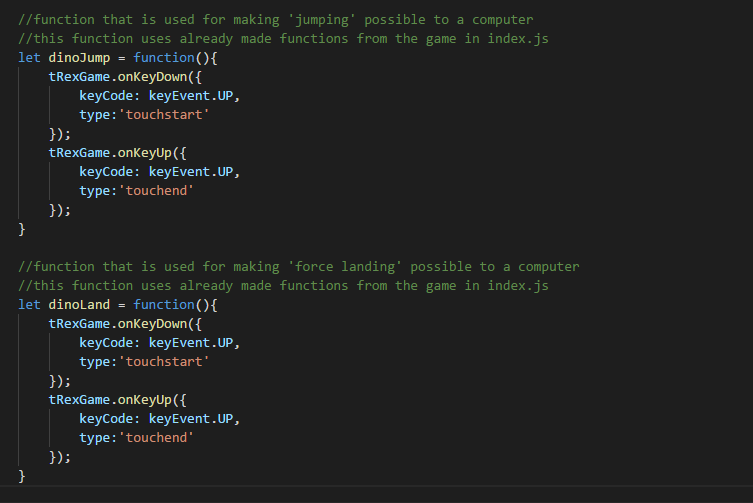 //function that is used for making 'jumping' possible to a computer
//this function uses already made functions from the game in index.js
let dinoJump = function(){
    tRexGame.onKeyDown({
        keyCode: keyEvent.UP,
        type:'touchstart'
    });
    tRexGame.onKeyUp({
        keyCode: keyEvent.UP,
        type:'touchend'
    });
}

//function that is used for making 'force landing' possible to a computer
//this function uses already made functions from the game in index.js
let dinoLand = function(){
    tRexGame.onKeyDown({
        keyCode: keyEvent.UP,
        type:'touchstart'
    });
    tRexGame.onKeyUp({
        keyCode: keyEvent.UP,
        type:'touchend'
    });
}